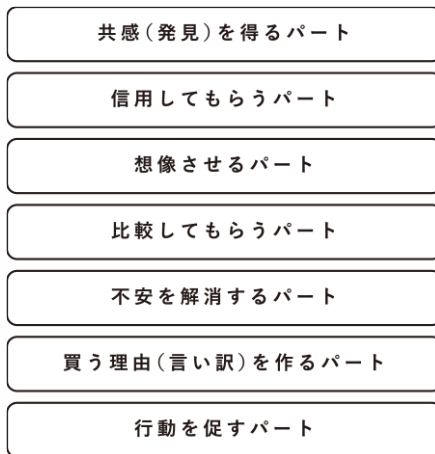 共感(発見)を得るパート
信用してもらうパート
想像させるパート
比較してもらうパート
不安を解消するパート
買う理由(言い訳)を作るパート
行動を促すパート